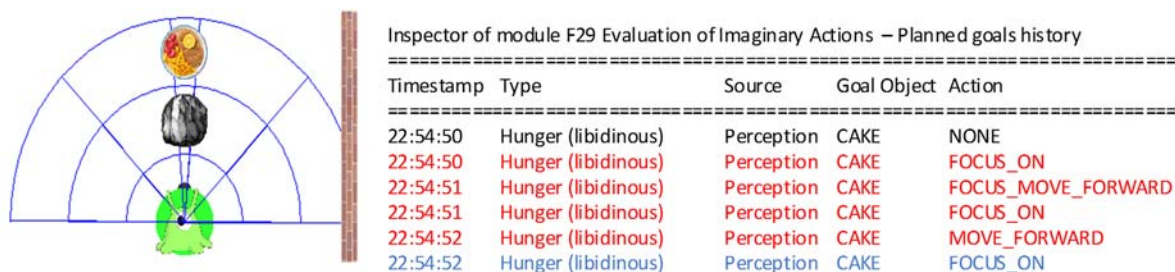 Inspector of module F29 Evaluation of Imaginary Actions – Planned goals history
==========================================================================
Timestamp Type Source Goal Object Action
==========================================================================
22:54:50 Hunger (libidinous) Perception CAKE NONE
22:54:50 Hunger (libidinous) Perception CAKE FOCUS_ON
22:54:51 Hunger (libidinous) Perception CAKE FOCUS_MOVE_FORWARD
22:54:51 Hunger (libidinous) Perception CAKE FOCUS_ON
22:54:52 Hunger (libidinous) Perception CAKE MOVE_FORWARD
22:54:52 Hunger (libidinous) Perception CAKE FOCUS_ON